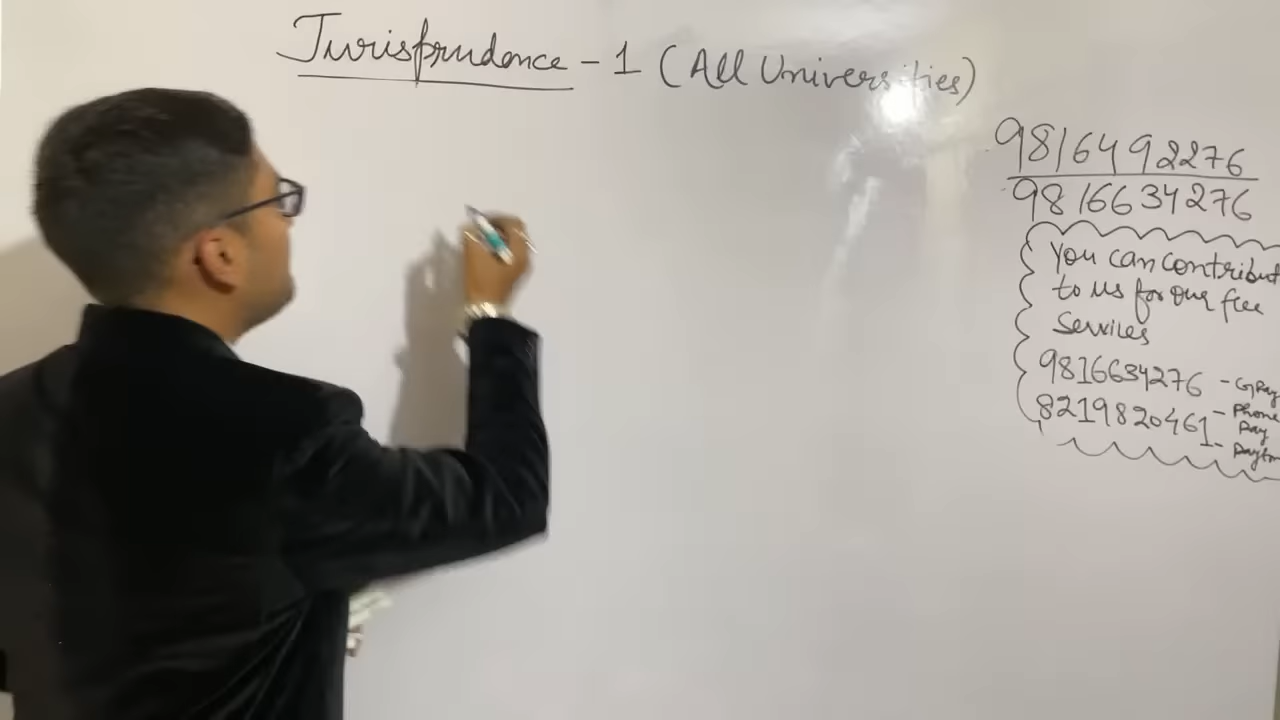 Jurisprudence - 1 (All Universities)
9816492276
9816634276
You can contribut
to us for our free
Services
9816634276 - GPay
8219820461 - Phone
Pay
- Paytm